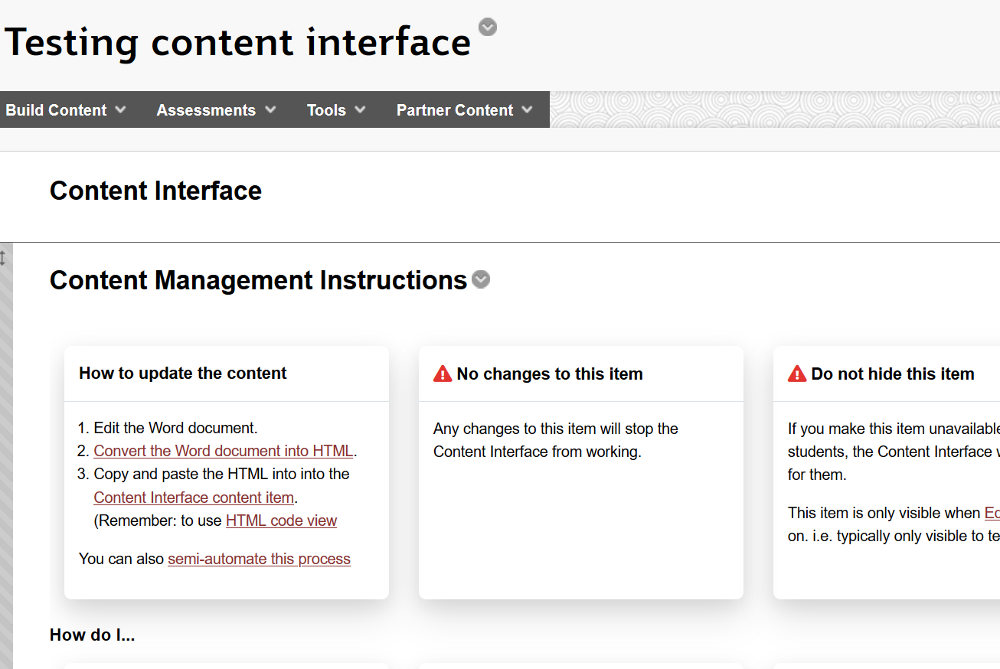 Testing content interface
Build Content Assessments Tools Partner Content
Content Interface
Content Management Instructions
How to update the content
1. Edit the Word document.
2. Convert the Word document into HTML.
3. Copy and paste the HTML into into the
Content Interface content item.
(Remember: to use HTML code view
You can also semi-automate this process
No changes to this item
Any changes to this item will stop the
Content Interface from working.
Do not hide this item
If you make this item unavailable
students, the Content Interface
for them.
This item is only visible when
on. i.e. typically only visible to
How do I...